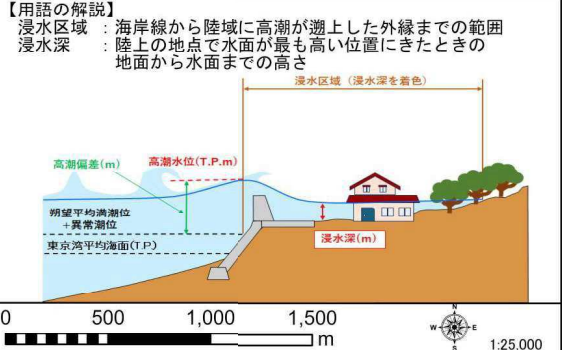 【用語の解説】
浸水区域 ：海岸線から陸域に高潮が遡上した外縁までの範囲
浸水深 ：陸上の地点で水面が最も高い位置にきたときの
地面から水面までの高さ
浸水区域（浸水深を着色）
高潮偏差(m)
高潮水位(T.P.m)
朔望平均満潮位
+異常潮位
東京湾平均海面(T.P)
浸水深(m)
0 500 1,000 1,500
m
N
W E
S
1:25.000